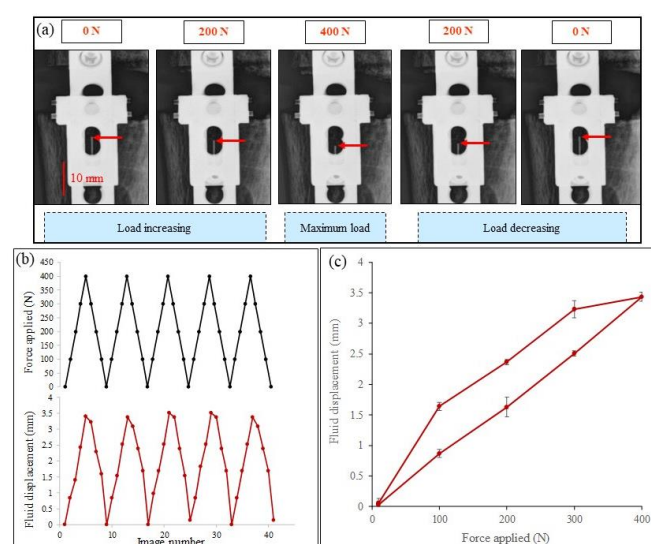 (a)
0 N
200 N
400 N
200 N
0 N
10 mm
Load increasing
Maximum load
Load decreasing
(b)
450
400
350
300
250
200
150
100
50
0
Force applied (N)
4
3.5
3
2.5
2
1.5
1
0.5
0
Fluid displacement (mm)
0
10
20
30
40
Image number
(c)
4
3.5
3
2.5
2
1.5
1
0.5
0
Fluid displacement (mm)
0
100
200
300
400
Force applied (N)